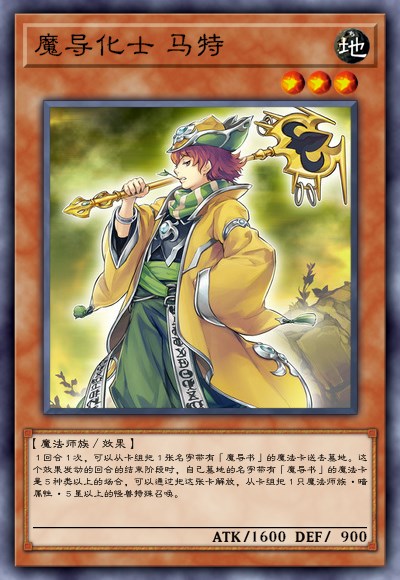 魔导化士 马特
地
【魔法师族／效果】
1回合1次，可以从卡组把1张名字带有「魔导书」的魔法卡送去墓地。这
个效果发动的回合的结束阶段时，自己墓地的名字带有「魔导书」的魔法卡
是5种类以上的场合，可以通过把这张卡解放，从卡组把1只魔法师族·暗
属性·5星以上的怪兽特殊召唤。
ATK/1600 DEF/ 900